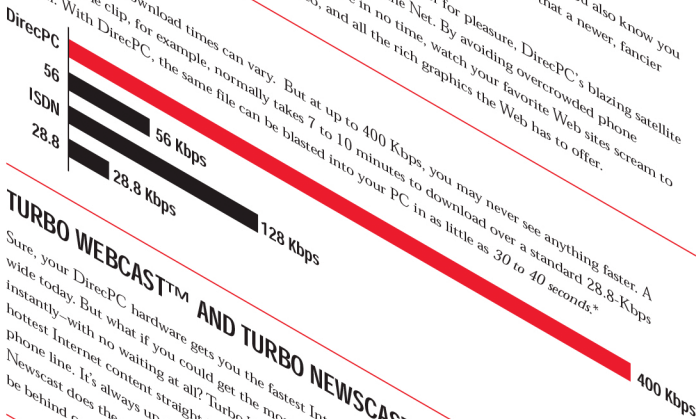 d also know you
that a newer, fancier
for pleasure, DirecPC's blazing satellite
he Net. By avoiding overcrowded phone
e in no time, watch your favorite Web sites scream to
o, and all the rich graphics the Web has to offer.
wnload times can vary. But at up to 400 Kbps, you may never see anything faster. A
e clip, for example, normally takes 7 to 10 minutes to download over a standard 28.8-Kbps
. With DirecPC, the same file can be blasted into your PC in as little as 30 to 40 seconds.*
DirecPC
400 Kbps
56
56 Kbps
ISDN
128 Kbps
28.8
28.8 Kbps
TURBO WEBCAST™ AND TURBO NEWSCAST
Sure, your DirecPC hardware gets you the fastest Int
wide today. But what if you could get the mo
instantly–with no waiting at all? Turbo
hottest Internet content straight
phone line. It's always up
Newscast does the
be behind